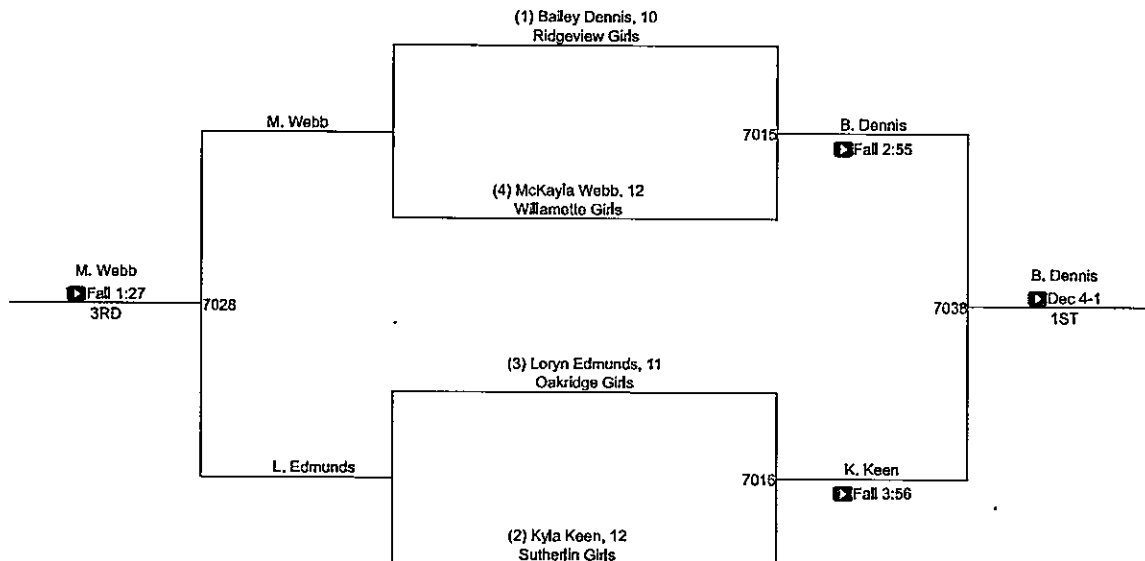 (1) Bailey Dennis, 10
Ridgeview Girls
M. Webb
7015
B. Dennis
Fall 2:55
(4) McKayla Webb, 12
Willamette Girls
M. Webb
Fall 1:27
3RD
7028
7038
B. Dennis
Dec 4-1
1ST
(3) Loryn Edmunds, 11
Oakridge Girls
L. Edmunds
7016
K. Keen
Fall 3:56
(2) Kyla Keen, 12
Sutherlin Girls